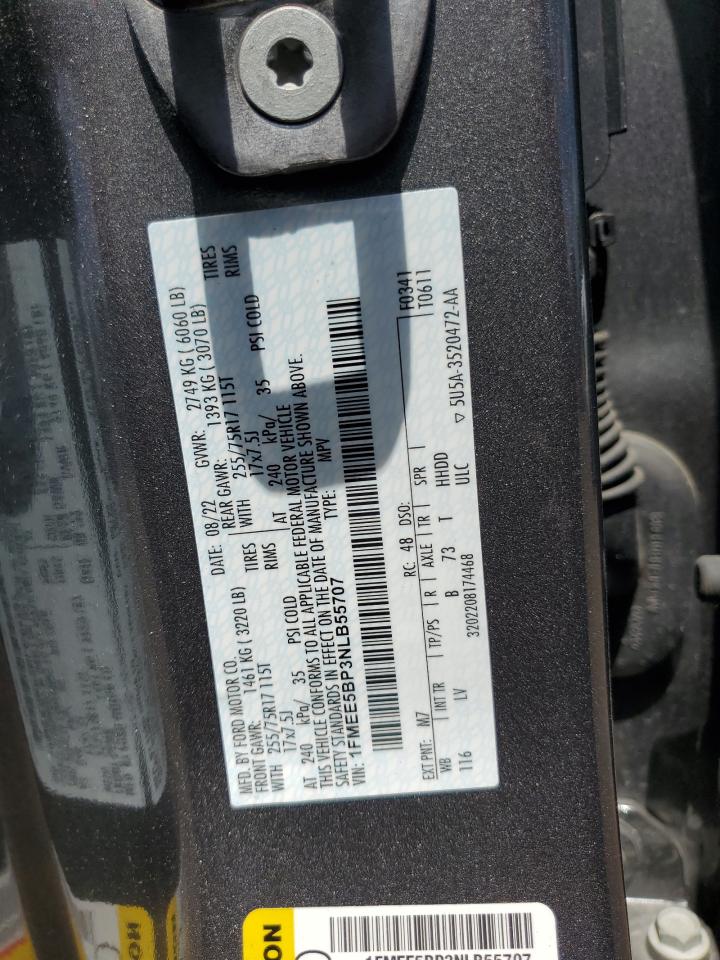 MFD. BY FORD MOTOR CO.
DATE: 08/22 GVWR: 2749 KG ( 6060 LB)
FRONT GAWR: 1461 KG ( 3220 LB) REAR GAWR: 1393 KG ( 3070 LB)
WITH 255/75R17 115T TIRES WITH 255/75R17 115T TIRES
17x7.5J RIMS 17x7.5J RIMS
AT 240 kPa/ 35 PSI COLD AT 240 kPa/ 35 PSI COLD
THIS VEHICLE CONFORMS TO ALL APPLICABLE FEDERAL MOTOR VEHICLE
SAFETY STANDARDS IN EFFECT ON THE DATE OF MANUFACTURE SHOWN ABOVE.
VIN: 1FMEE5BP3NLB55707 TYPE: MPV
F0341
T0611
EXT PNT: M7 RC: 48 DSO:
WB INT TR TP/PS R AXLE TR SPR
116 LV B 73 T HHDD
3202208174468 ULC ▽ 5U5A-3520472-AA
1FMEE5BP3NLB55707